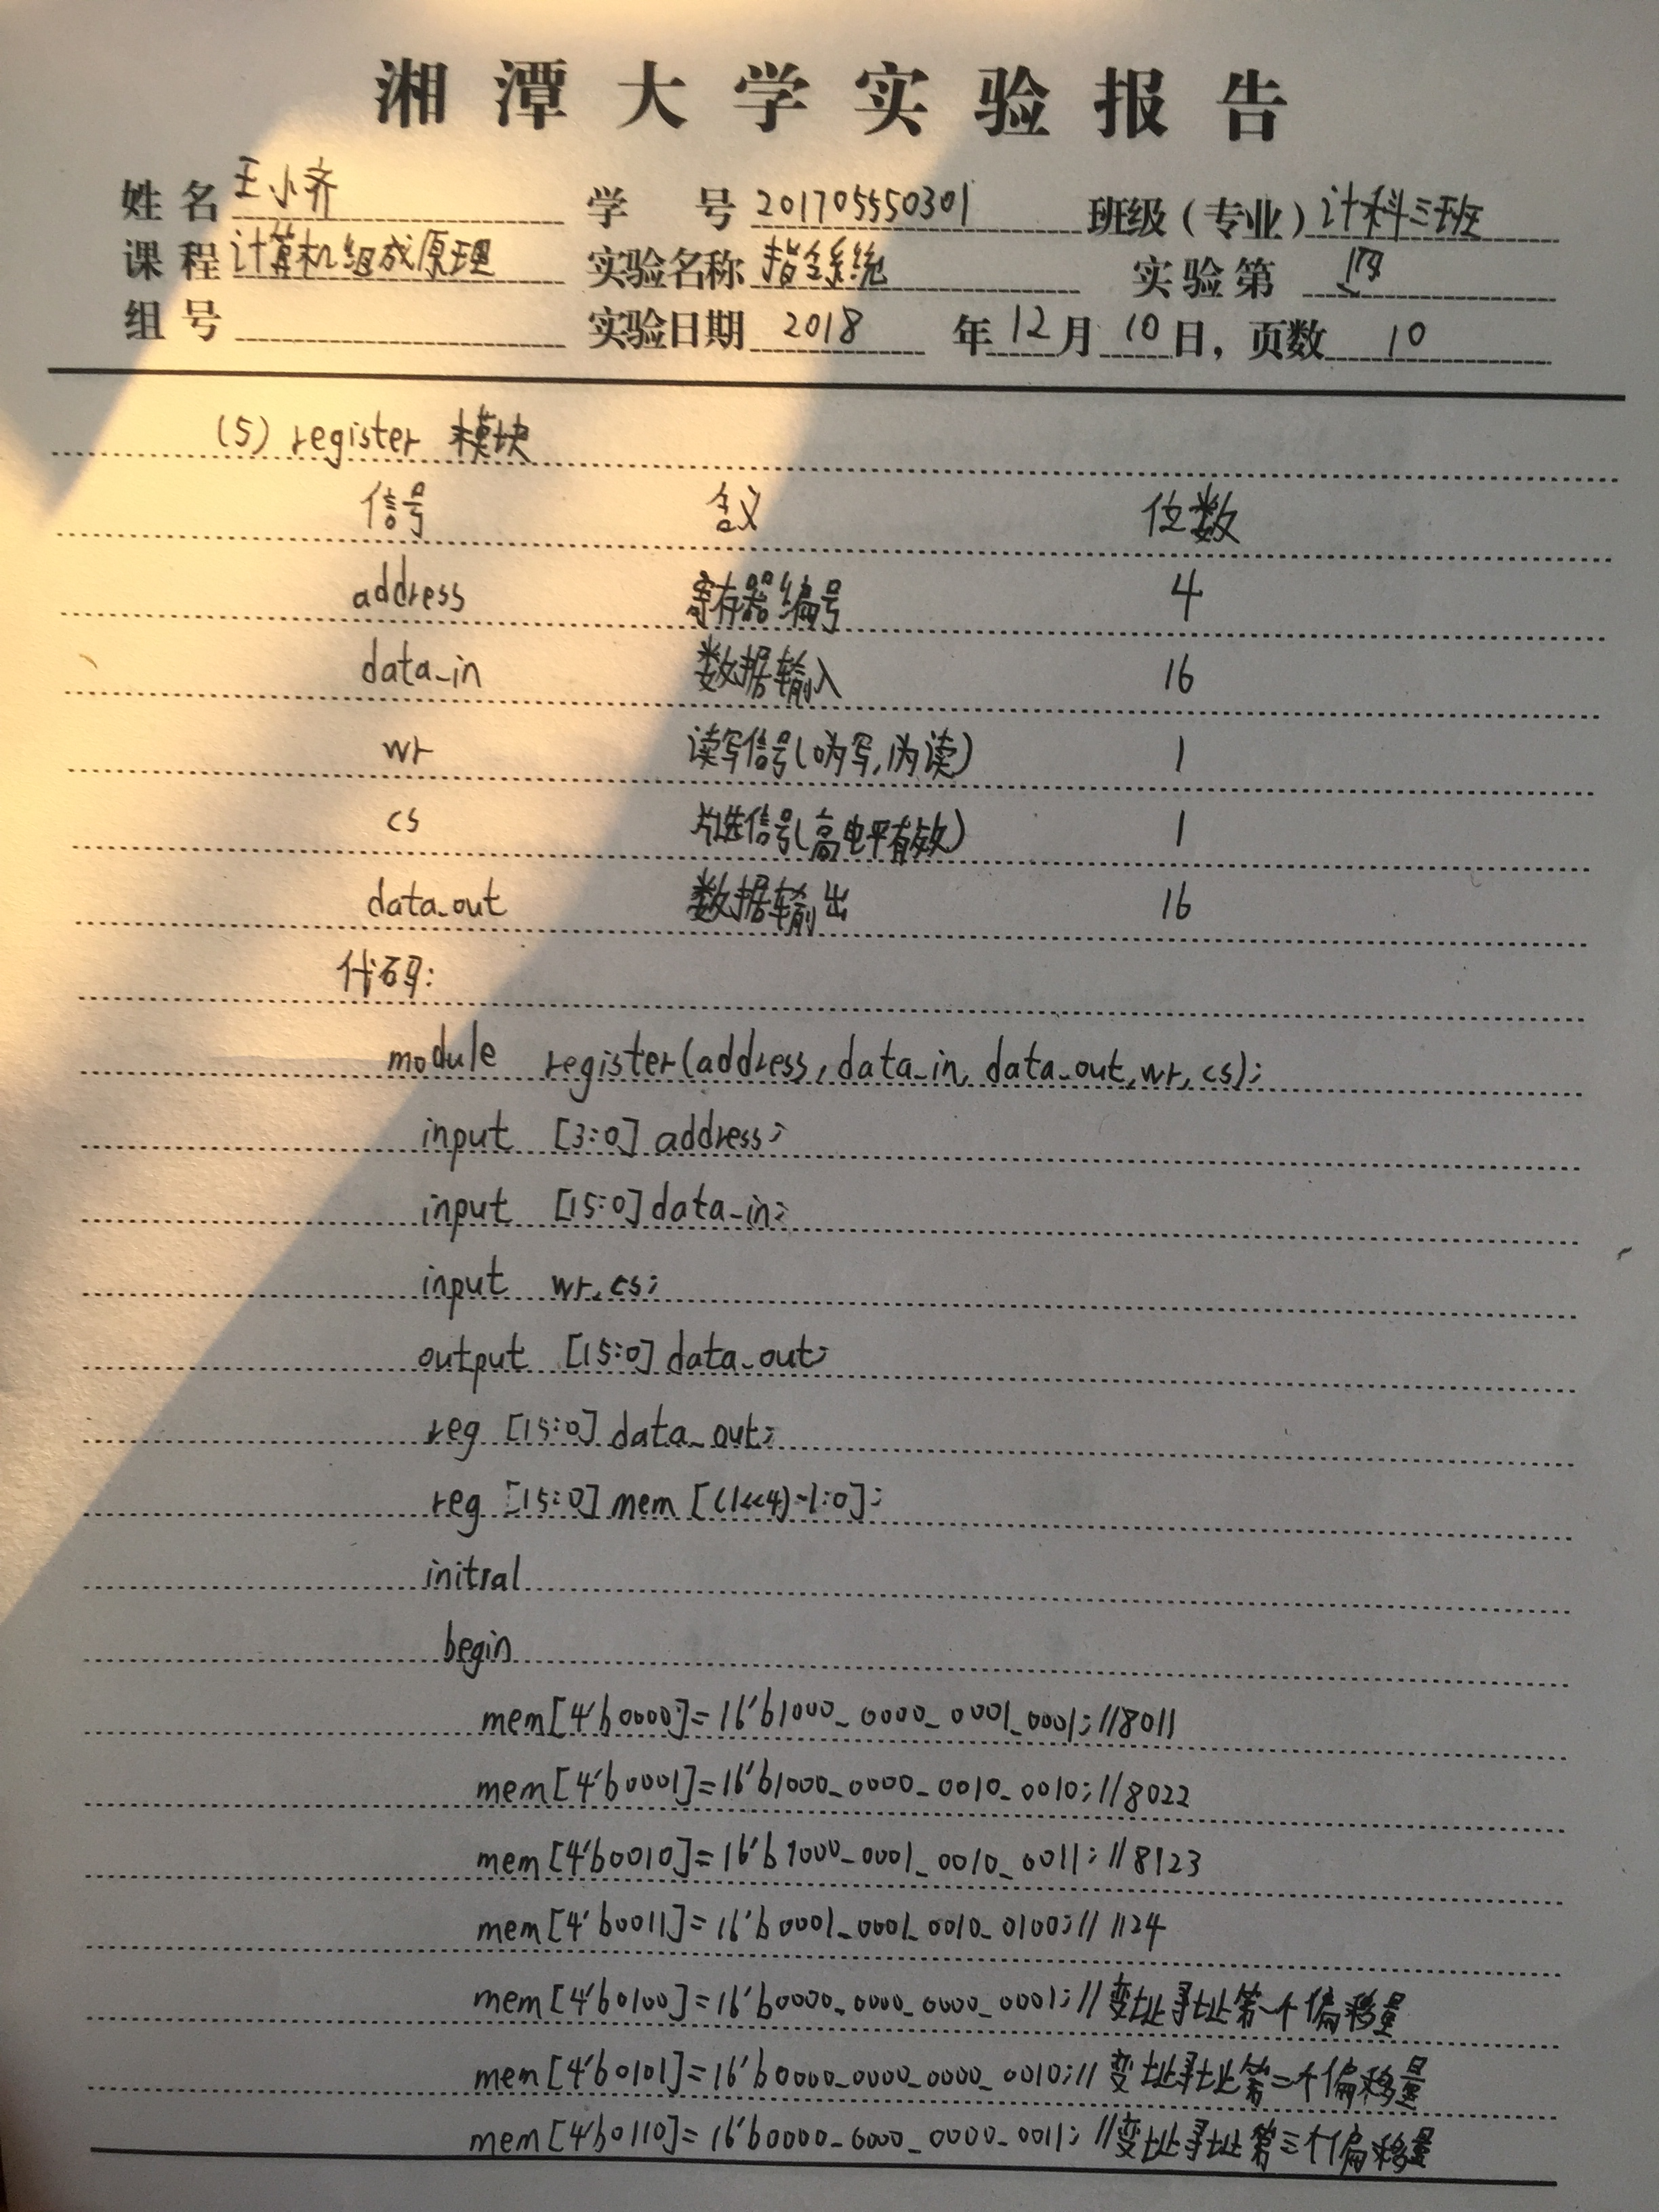 湘潭大学实验报告
姓名 王小齐 学号 201705550301 班级(专业) 计科三班
课程 计算机组成原理 实验名称 指令系统 实验第 四
组号 实验日期 2018 年 12 月 10 日, 页数 10
(5) register 模块
信号 含义 位数
address 寄存器编号 4
data_in 数据输入 16
wr 读写信号(0为写,1为读) 1
cs 片选信号(高电平有效) 1
data_out 数据输出 16
代码:
module register(address, data_in, data_out, wr, cs);
input [3:0] address;
input [15:0] data_in;
input wr, cs;
output [15:0] data_out;
reg [15:0] data_out;
reg [15:0] mem [(1<<4)-1:0];
initial
begin
mem[4'b0000]=16'b1000_0000_0001_0001;//8011
mem[4'b0001]=16'b1000_0000_0010_0010;//8022
mem[4'b0010]=16'b1000_0001_0010_0011;//8123
mem[4'b0011]=16'b0001_0001_0010_0100;//1124
mem[4'b0100]=16'b0000_0000_0000_0001;//变址寻址第一个偏移量
mem[4'b0101]=16'b0000_0000_0000_0010;//变址寻址第二个偏移量
mem[4'b0110]=16'b0000_0000_0000_0011;//变址寻址第三个偏移量